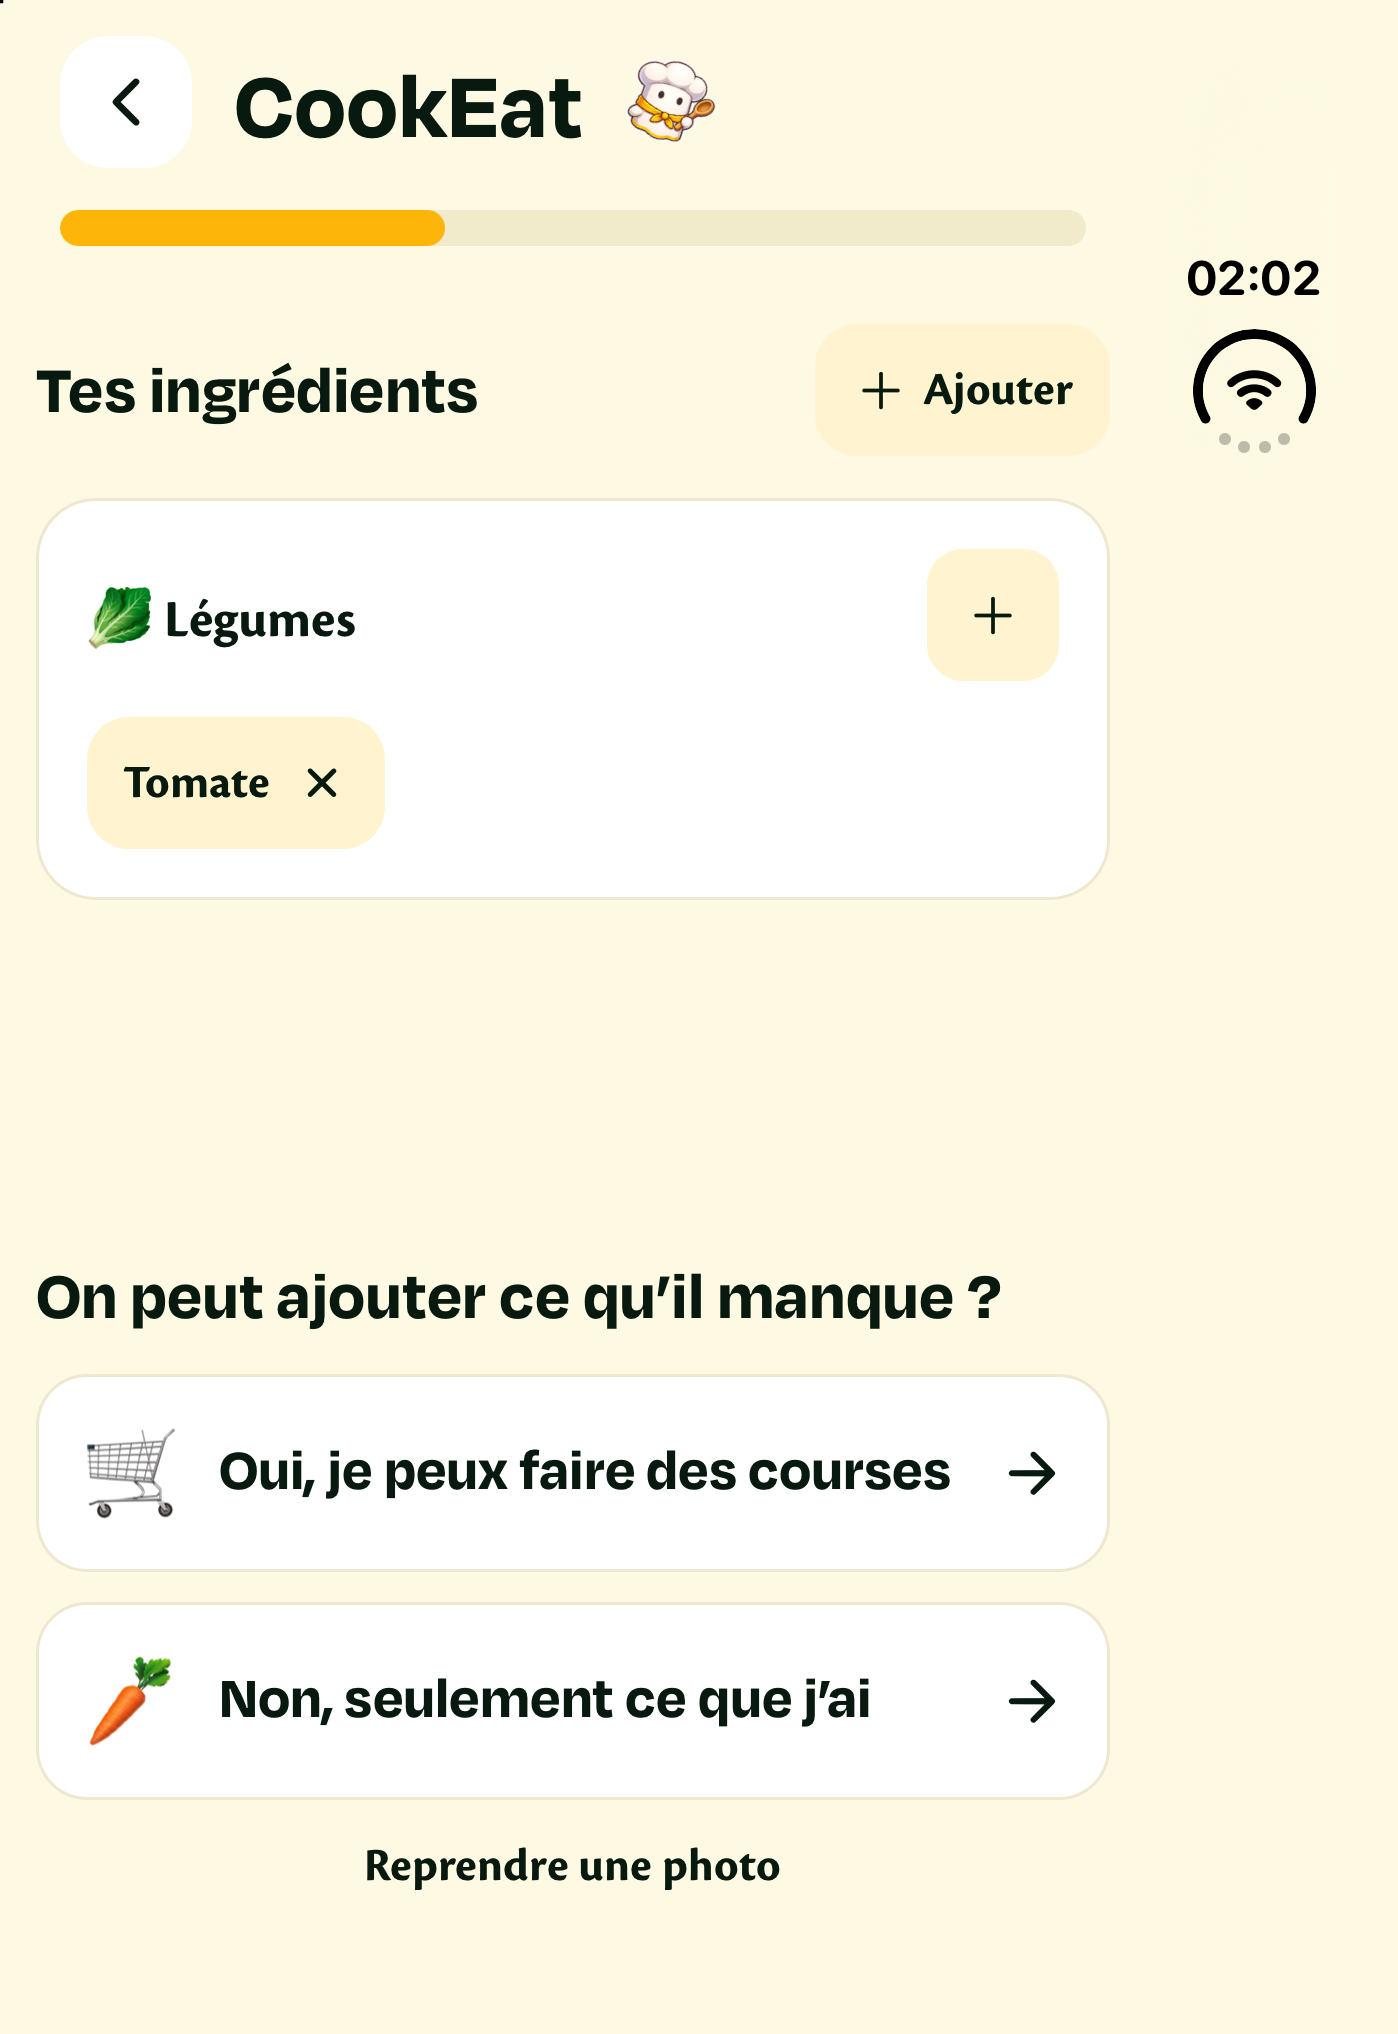 CookEat
02:02
Tes ingrédients
Ajouter
Légumes
Tomate
On peut ajouter ce qu’il manque ?
Oui, je peux faire des courses
Non, seulement ce que j’ai
Reprendre une photo